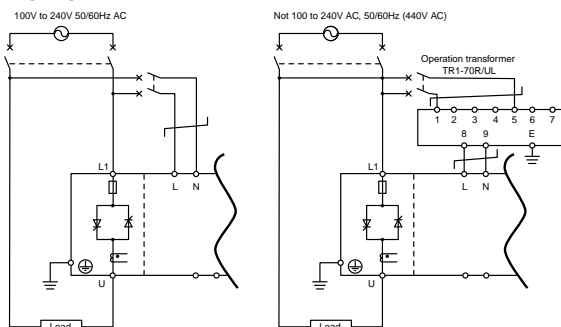 100V to 240V 50/60Hz AC
L1
L N
U
Load
Not 100 to 240V AC, 50/60Hz (440V AC)
Operation transformer
TR1-70R/UL
1 2 3 4 5 6 7
8 9 E
L1
L N
U
Load